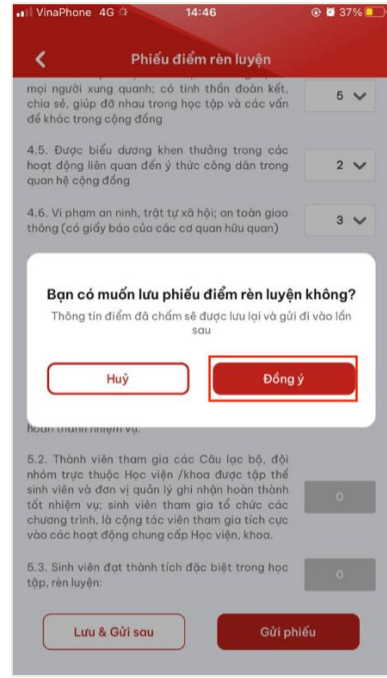 VinaPhone 4G 14:46 37%
Phiếu điểm rèn luyện
mọi người xung quanh; có tinh thần đoàn kết,
chia sẻ, giúp đỡ nhau trong học tập và các vấn
đề khác trong cộng đồng
5
4.5. Được biểu dương khen thưởng trong các
hoạt động liên quan đến ý thức công dân trong
quan hệ cộng đồng
2
4.6. Vi phạm an ninh, trật tự xã hội; an toàn giao
thông (có giấy báo của các cơ quan hữu quan)
3
Bạn có muốn lưu phiếu điểm rèn luyện không?
Thông tin điểm đã chấm sẽ được lưu lại và gửi đi vào lần
sau
Huỷ Đồng ý
hoàn thành nhiệm vụ.
5.2. Thành viên tham gia các Câu lạc bộ, đội
nhóm trực thuộc Học viện /khoa được tập thể
sinh viên và đơn vị quản lý ghi nhận hoàn thành
tốt nhiệm vụ; sinh viên tham gia tổ chức các
chương trình, là cộng tác viên tham gia tích cực
vào các hoạt động chung cấp Học viện, khoa.
0
5.3. Sinh viên đạt thành tích đặc biệt trong học
tập, rèn luyện:
0
Lưu & Gửi sau Gửi phiếu